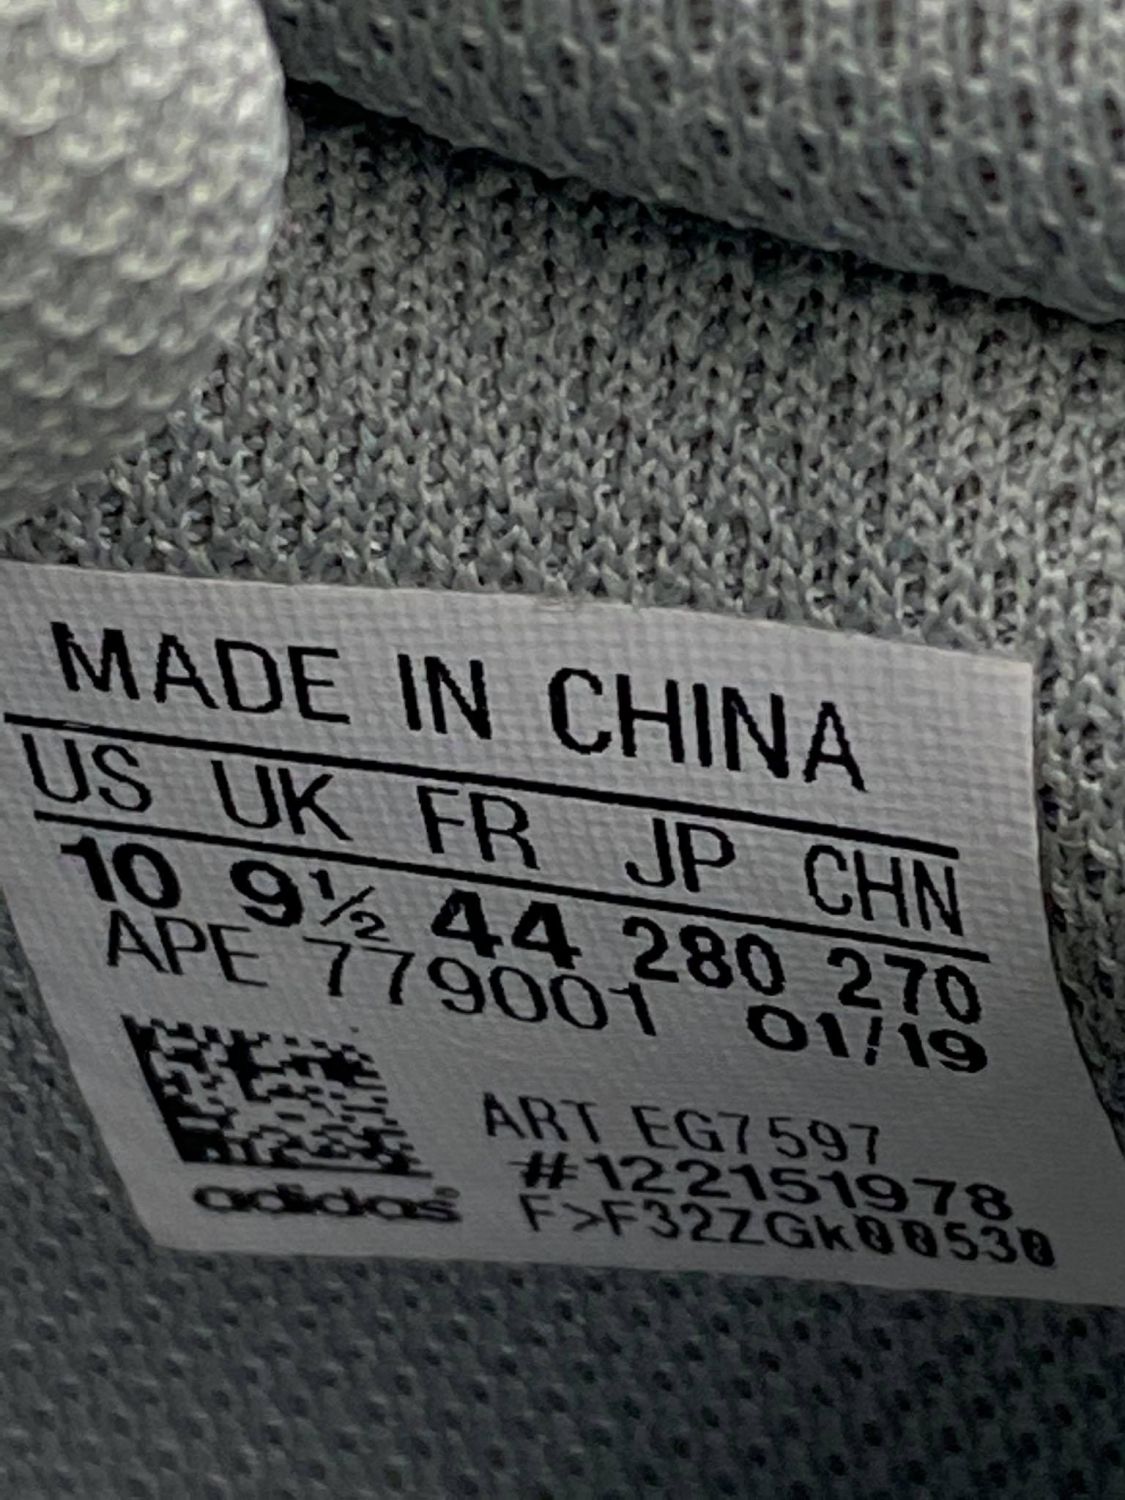 MADE IN CHINA
US UK FR JP CHN
10 9½ 44 280 270
APE 779001 01/19
ART EG7597
#122151978
adidas
F>F32ZGk00530